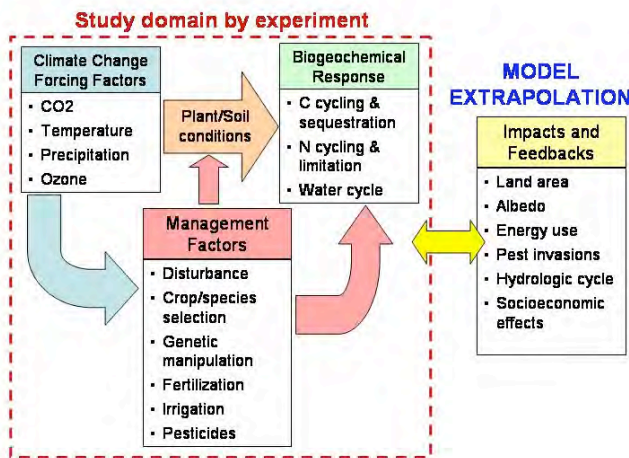 Study domain by experiment
Climate Change
Forcing Factors
▪ CO2
▪ Temperature
▪ Precipitation
▪ Ozone
Plant/Soil
conditions
Biogeochemical
Response
▪ C cycling &
sequestration
▪ N cycling &
limitation
▪ Water cycle
Management
Factors
▪ Disturbance
▪ Crop/species
selection
▪ Genetic
manipulation
▪ Fertilization
▪ Irrigation
▪ Pesticides
MODEL
EXTRAPOLATION
Impacts and
Feedbacks
▪ Land area
▪ Albedo
▪ Energy use
▪ Pest invasions
▪ Hydrologic cycle
▪ Socioeconomic
effects